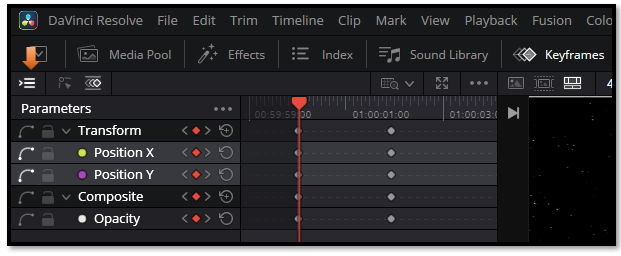 DaVinci Resolve File Edit Trim Timeline Clip Mark View Playback Fusion Colo
Media Pool Effects Index Sound Library Keyframes
4
Parameters
00:59:59:00 01:00:01:00 01:00:03:0
Transform
Position X
Position Y
Composite
Opacity